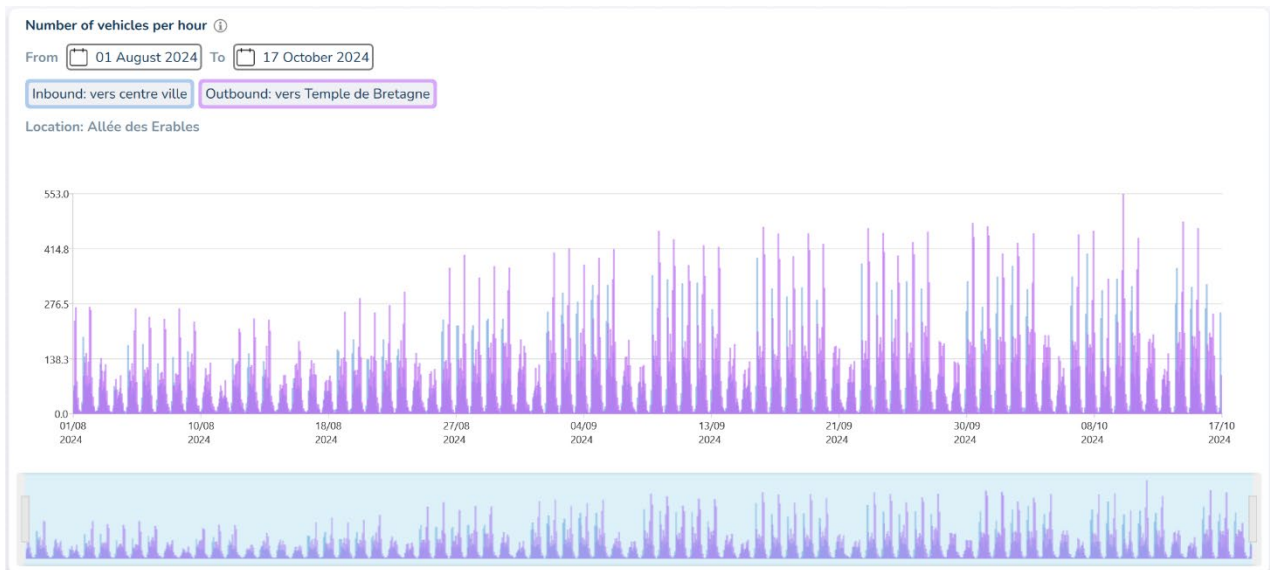 Number of vehicles per hour
From 01 August 2024 To 17 October 2024
Inbound: vers centre ville Outbound: vers Temple de Bretagne
Location: Allée des Erables
553.0
414.8
276.5
138.3
0.0
01/08 10/08 18/08 27/08 04/09 13/09 21/09 30/09 08/10 17/10
2024 2024 2024 2024 2024 2024 2024 2024 2024 2024